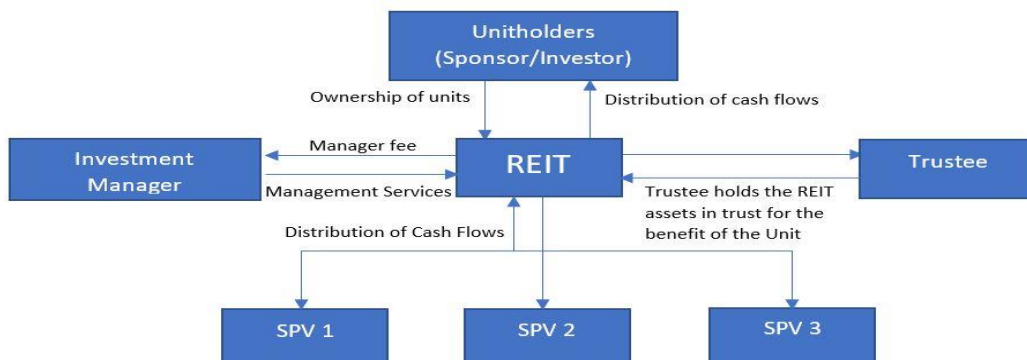 Unitholders
(Sponsor/Investor)
Ownership of units
Distribution of cash flows
Manager fee
Investment
Manager
REIT
Trustee
Management Services
Trustee holds the REIT
assets in trust for the
benefit of the Unit
Distribution of Cash Flows
SPV 1
SPV 2
SPV 3